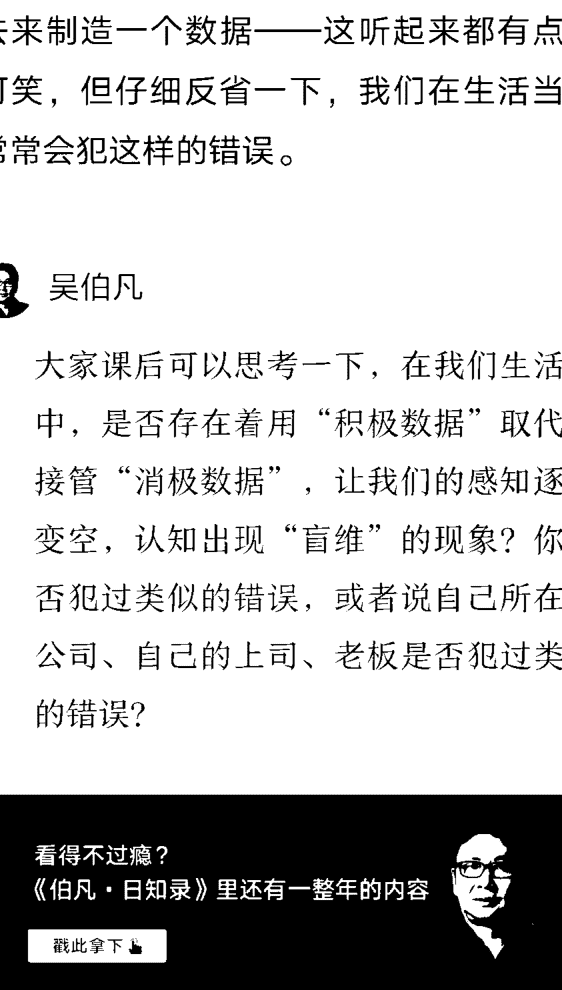 来制造一个数据——这听起来都有点
笑，但仔细反省一下，我们在生活当
常会犯这样的错误。
吴伯凡
大家课后可以思考一下，在我们生活
中，是否存在着用“积极数据”取代
接管“消极数据”，让我们的感知逐
变空，认知出现“盲维”的现象？你
否犯过类似的错误，或者说自己所在
公司、自己的上司、老板是否犯过类
的错误？
看得不过瘾？
《伯凡·日知录》里还有一整年的内容
戳此拿下